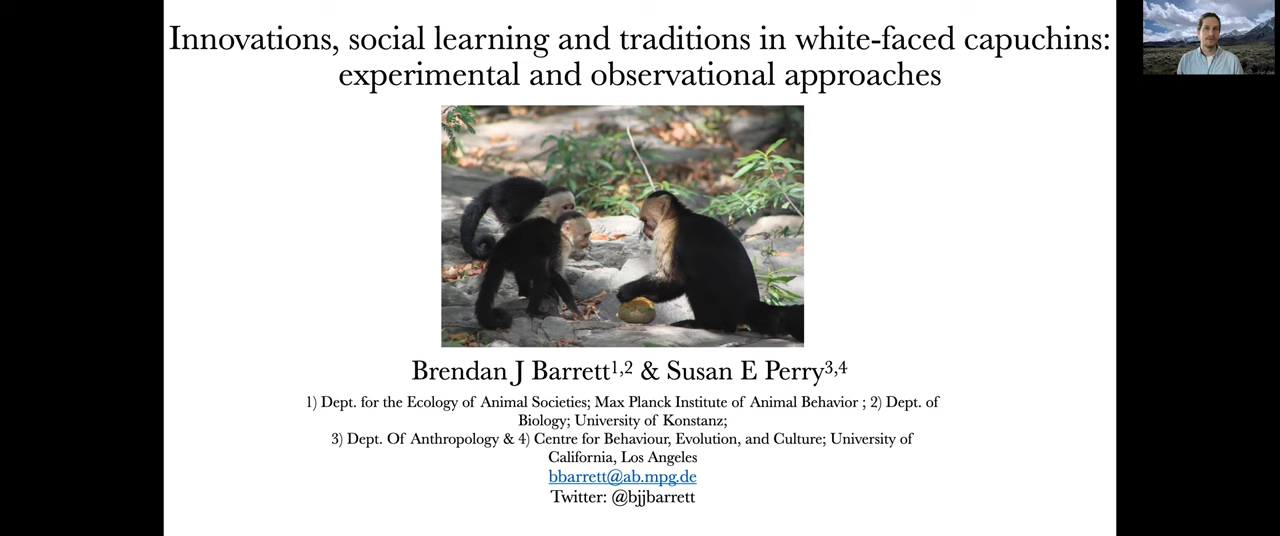 Innovations, social learning and traditions in white-faced capuchins:
experimental and observational approaches
Brendan J Barrett1,2 & Susan E Perry3,4
1) Dept. for the Ecology of Animal Societies; Max Planck Institute of Animal Behavior ; 2) Dept. of
Biology; University of Konstanz;
3) Dept. Of Anthropology & 4) Centre for Behaviour, Evolution, and Culture; University of
California, Los Angeles
bbarrett@ab.mpg.de
Twitter: @bjjbarrett